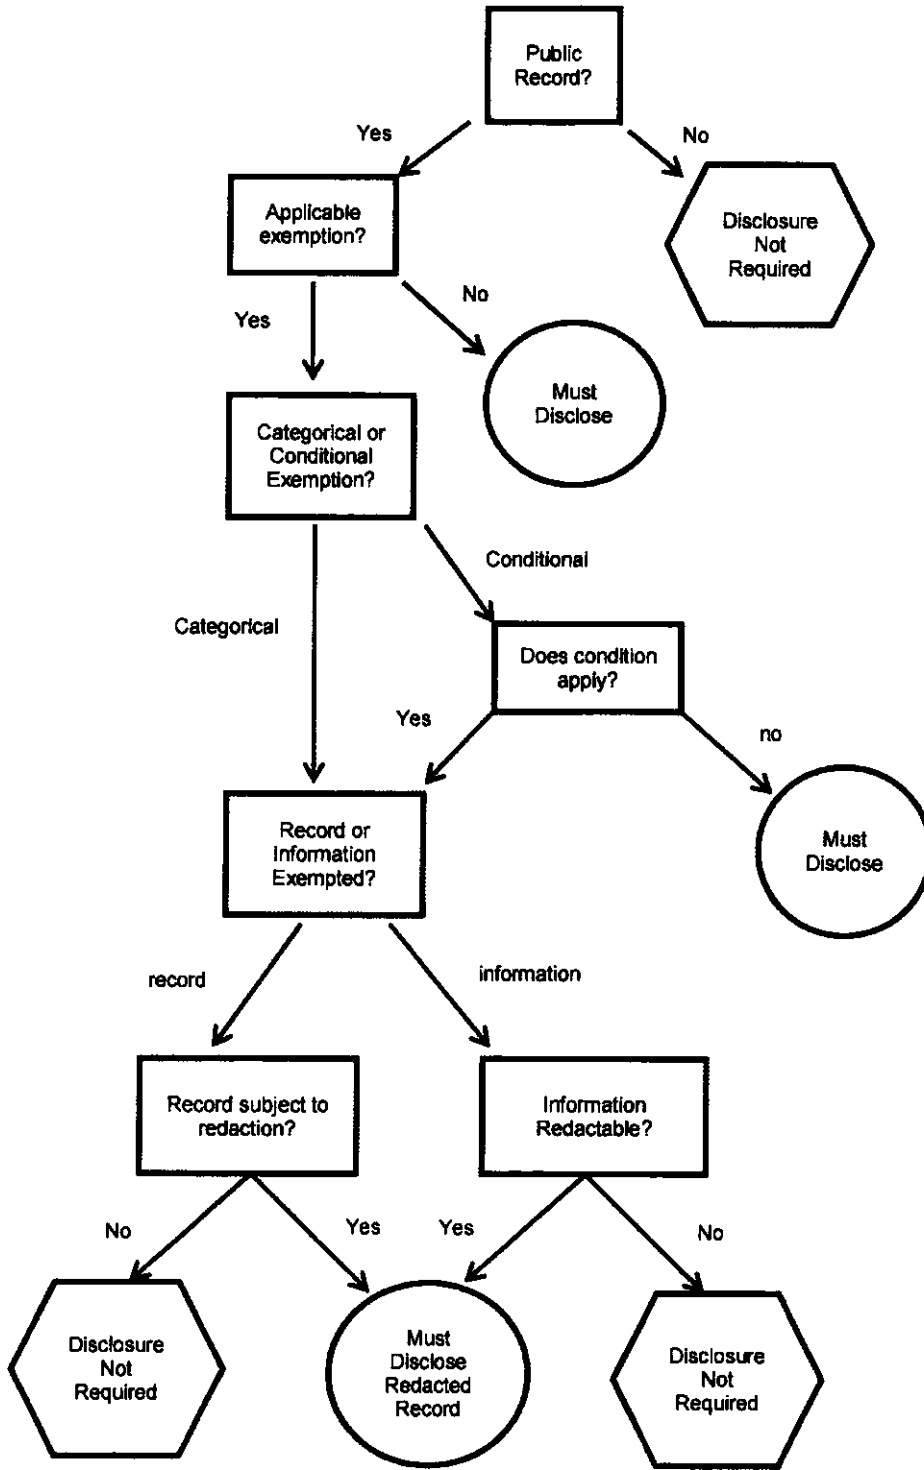 Public
Record?
Yes
No
Applicable
exemption?
Disclosure
Not
Required
Yes
No
Must
Disclose
Categorical or
Conditional
Exemption?
Conditional
Categorical
Does condition
apply?
Yes
no
Record or
Information
Exempted?
Must
Disclose
record
information
Record subject to
redaction?
Information
Redactable?
No
Yes
Yes
No
Disclosure
Not
Required
Must
Disclose
Redacted
Record
Disclosure
Not
Required